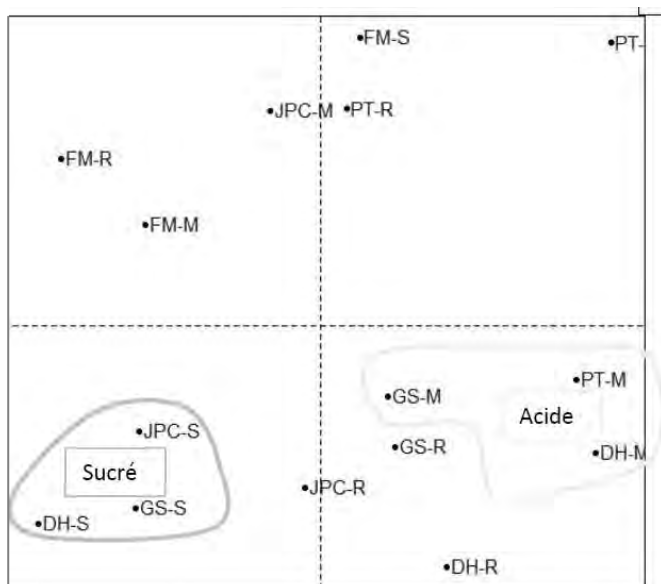 FM-S
PT-
JPC-M
PT-R
FM-R
FM-M
PT-M
GS-M
Acide
JPC-S
GS-R
DH-M
Sucré
JPC-R
GS-S
DH-S
DH-R